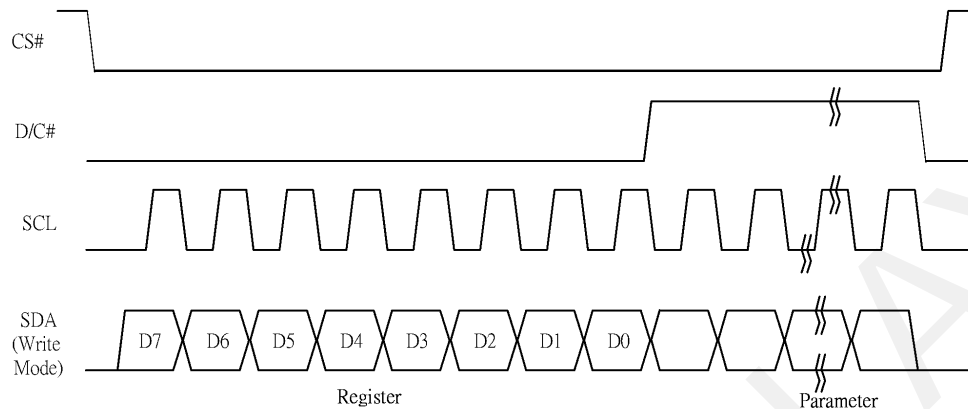 CS#
D/C#
SCL
SDA
(Write
Mode)
D7 D6 D5 D4 D3 D2 D1 D0
Register Parameter